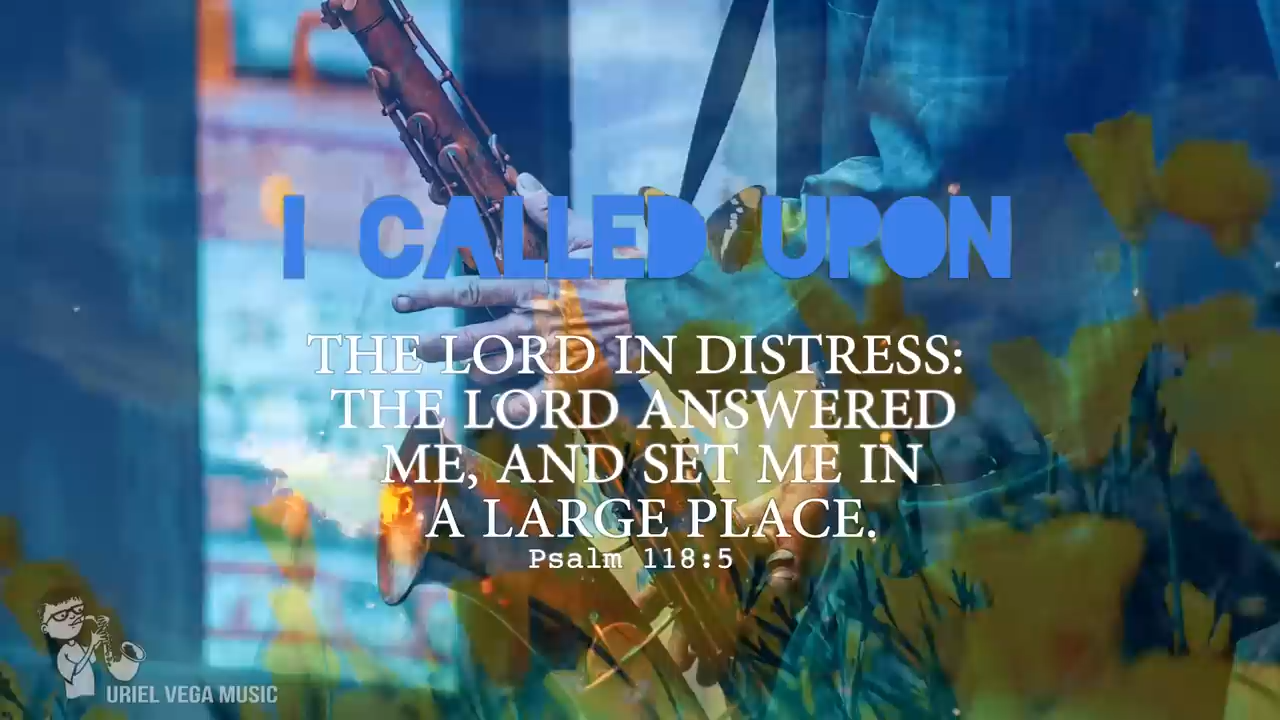 I CALLED UPON
THE LORD IN DISTRESS:
THE LORD ANSWERED
ME, AND SET ME IN
A LARGE PLACE.
Psalm 118:5
URIEL VEGA MUSIC